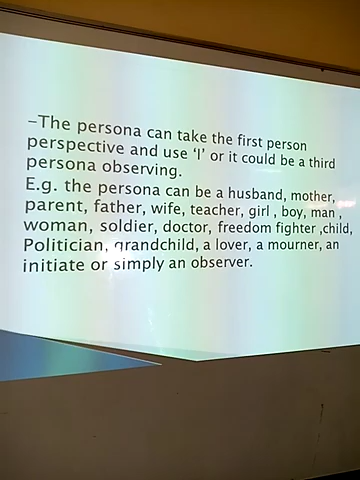 -The persona can take the first person
perspective and use 'I' or it could be a third
persona observing.
E.g. the persona can be a husband, mother,
parent, father, wife, teacher, girl , boy, man ,
woman, soldier, doctor, freedom fighter ,child,
Politician, grandchild, a lover, a mourner, an
initiate or simply an observer.